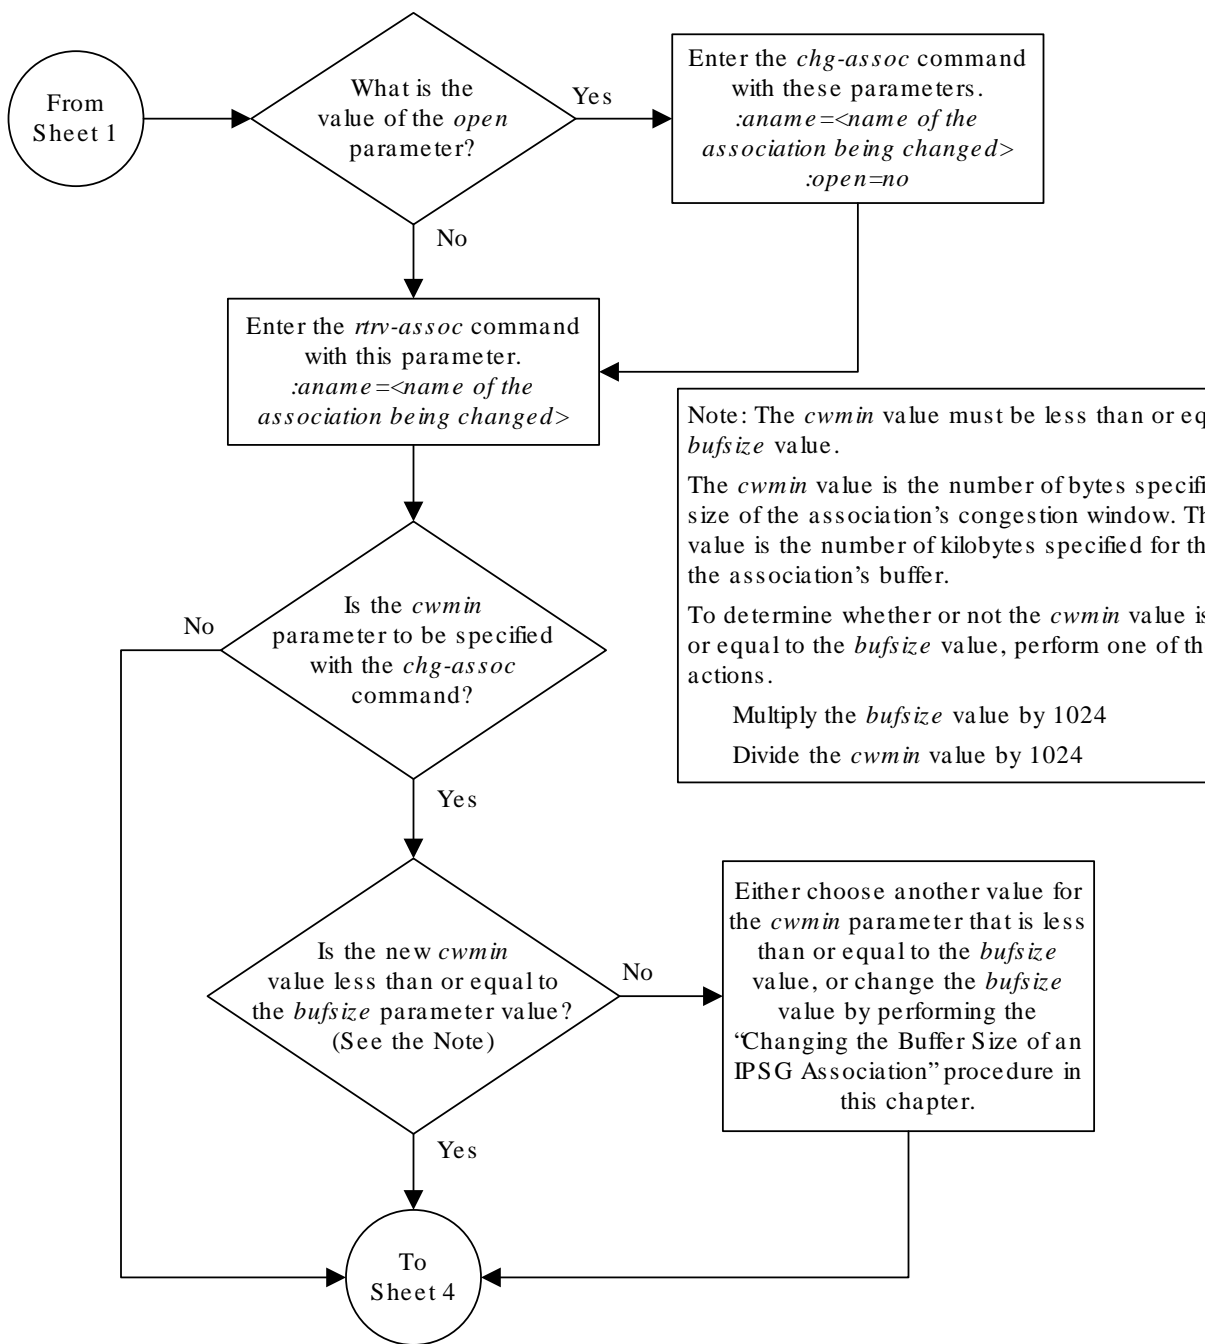 From
Sheet 1
What is the
value of the open
parameter?
Yes
Enter the chg-assoc command
with these parameters.
:aname=<name of the
association being changed>
:open=no
No
Enter the rtrv-assoc command
with this parameter.
:aname=<name of the
association being changed>
Note: The cwmin value must be less than or eq
bufsize value.
The cwmin value is the number of bytes specifi
size of the association’s congestion window. Th
value is the number of kilobytes specified for th
the association’s buffer.
To determine whether or not the cwmin value is
or equal to the bufsize value, perform one of th
actions.
Multiply the bufsize value by 1024
Divide the cwmin value by 1024
No
Is the cwmin
parameter to be specified
with the chg-assoc
command?
Yes
Is the new cwmin
value less than or equal to
the bufsize parameter value?
(See the Note)
No
Either choose another value for
the cwmin parameter that is less
than or equal to the bufsize
value, or change the bufsize
value by performing the
“Changing the Buffer Size of an
IPSG Association” procedure in
this chapter.
Yes
To
Sheet 4